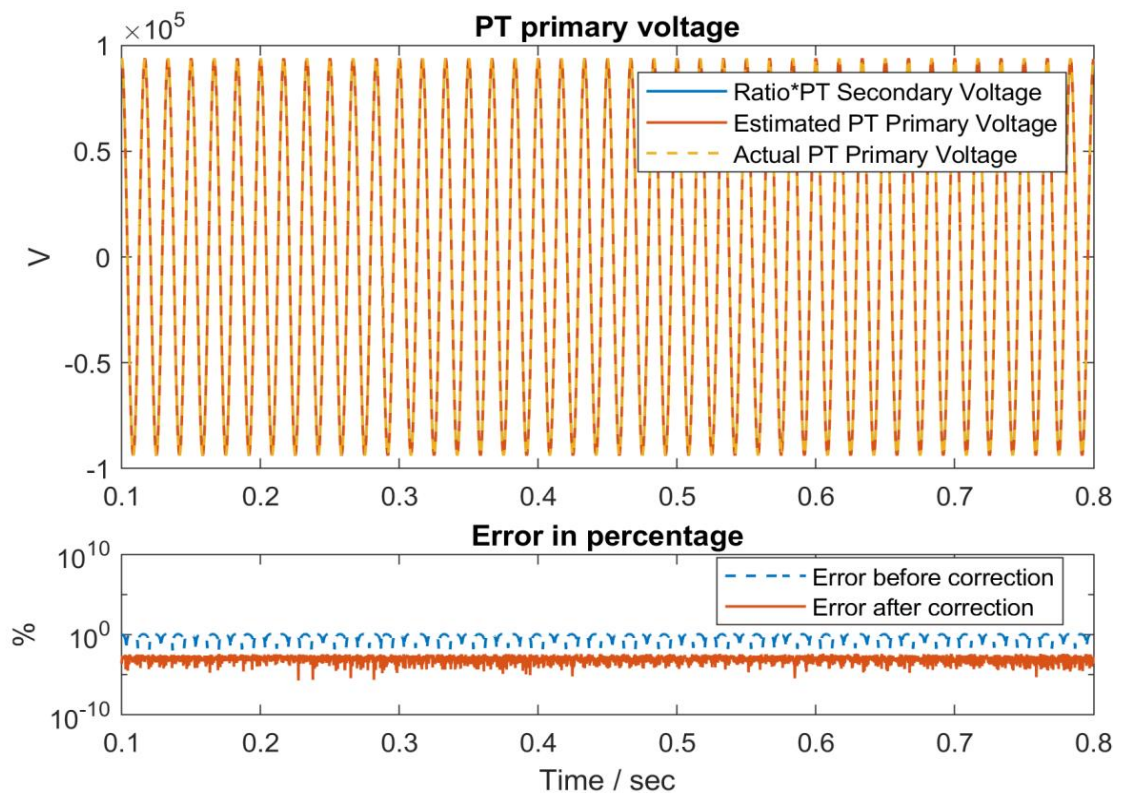 PT primary voltage
×10^5
1
0.5
0
-0.5
-1
V
Ratio*PT Secondary Voltage
Estimated PT Primary Voltage
Actual PT Primary Voltage
0.1 0.2 0.3 0.4 0.5 0.6 0.7 0.8
Error in percentage
10^10
10^0
10^-10
%
Error before correction
Error after correction
0.1 0.2 0.3 0.4 0.5 0.6 0.7 0.8
Time / sec